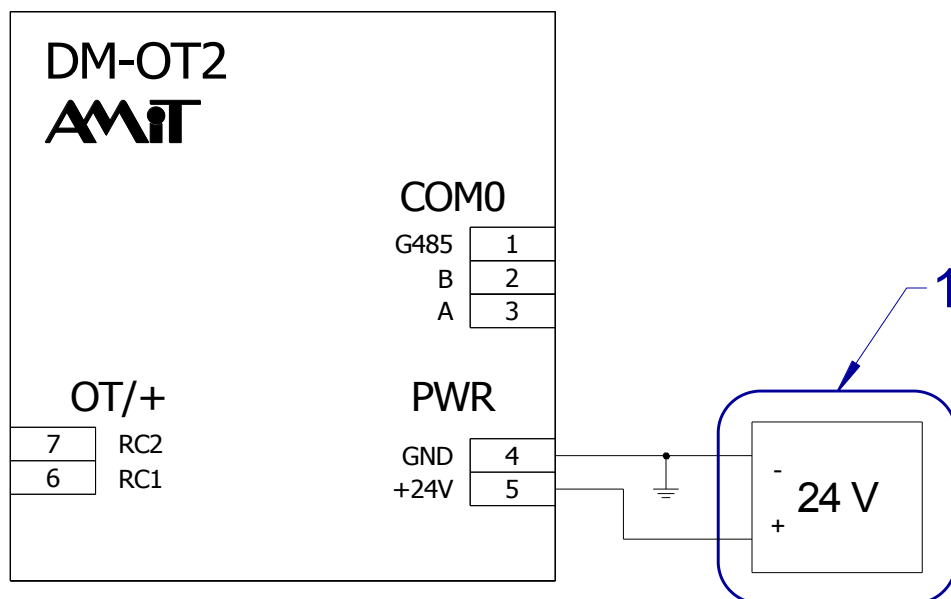 DM-OT2
AMiT
COM0
G485 1
B 2
A 3
1
OT/+
7 RC2
6 RC1
PWR
GND 4
+24V 5
-
24 V
+